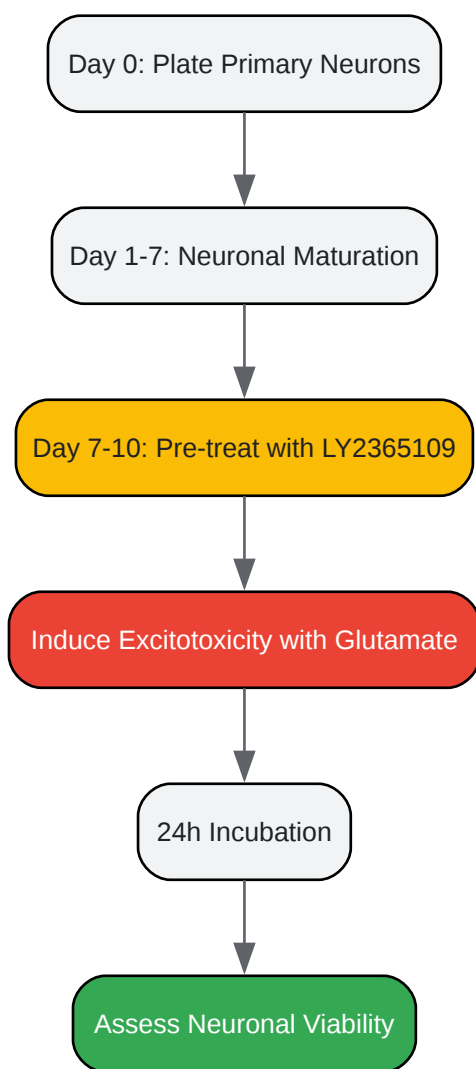 Day 0: Plate Primary Neurons
Day 1-7: Neuronal Maturation
Day 7-10: Pre-treat with LY2365109
Induce Excitotoxicity with Glutamate
24h Incubation
Assess Neuronal Viability